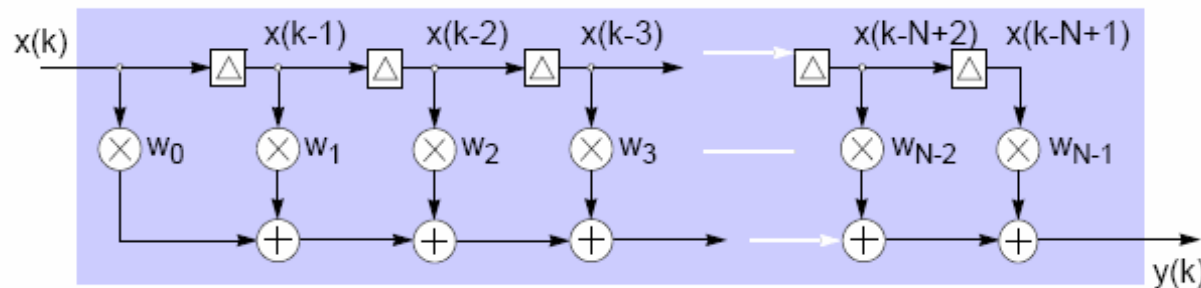 x(k) x(k-1) x(k-2) x(k-3) x(k-N+2) x(k-N+1)
w0 w1 w2 w3 wN-2 wN-1
y(k)